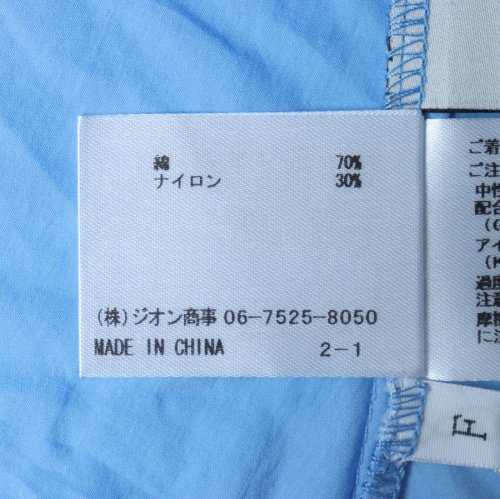 綿 70%
ナイロン 30%
(株)ジオン商事 06-7525-8050
MADE IN CHINA 2-1
ご着
ご注
中性
配合
(G
アイ
(K
過度
注意
摩擦
に注
F